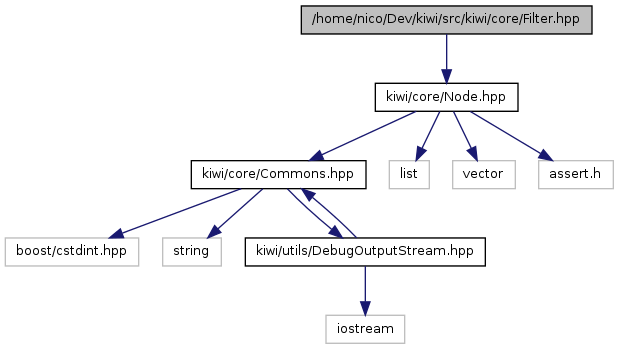 /home/nico/Dev/kiwi/src/kiwi/core/Filter.hpp
kiwi/core/Node.hpp
kiwi/core/Commons.hpp
list
vector
assert.h
boost/cstdint.hpp
string
kiwi/utils/DebugOutputStream.hpp
iostream